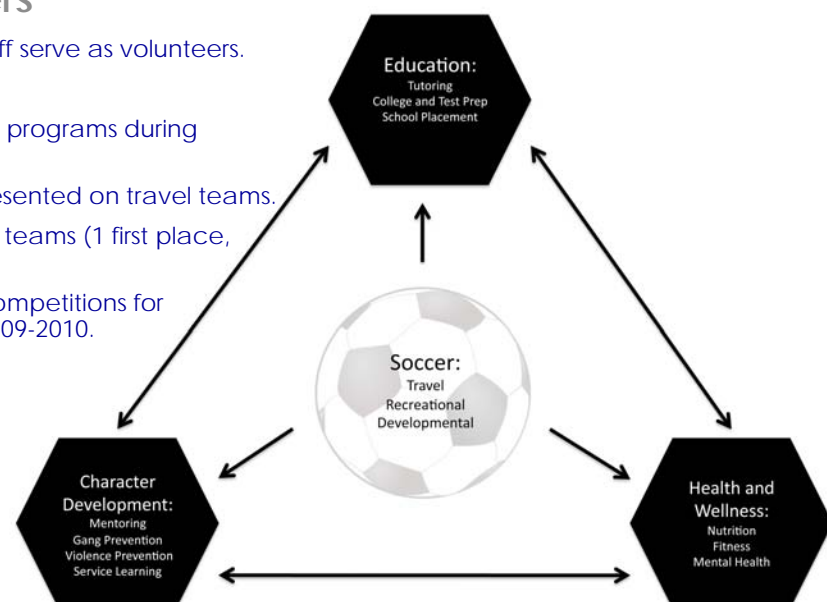 ers
ff serve as volunteers.
programs during
esented on travel teams.
teams (1 first place,
ompetitions for
09-2010.
Education:
Tutoring
College and Test Prep
School Placement
Soccer:
Travel
Recreational
Developmental
Character
Development:
Mentoring
Gang Prevention
Violence Prevention
Service Learning
Health and
Wellness:
Nutrition
Fitness
Mental Health